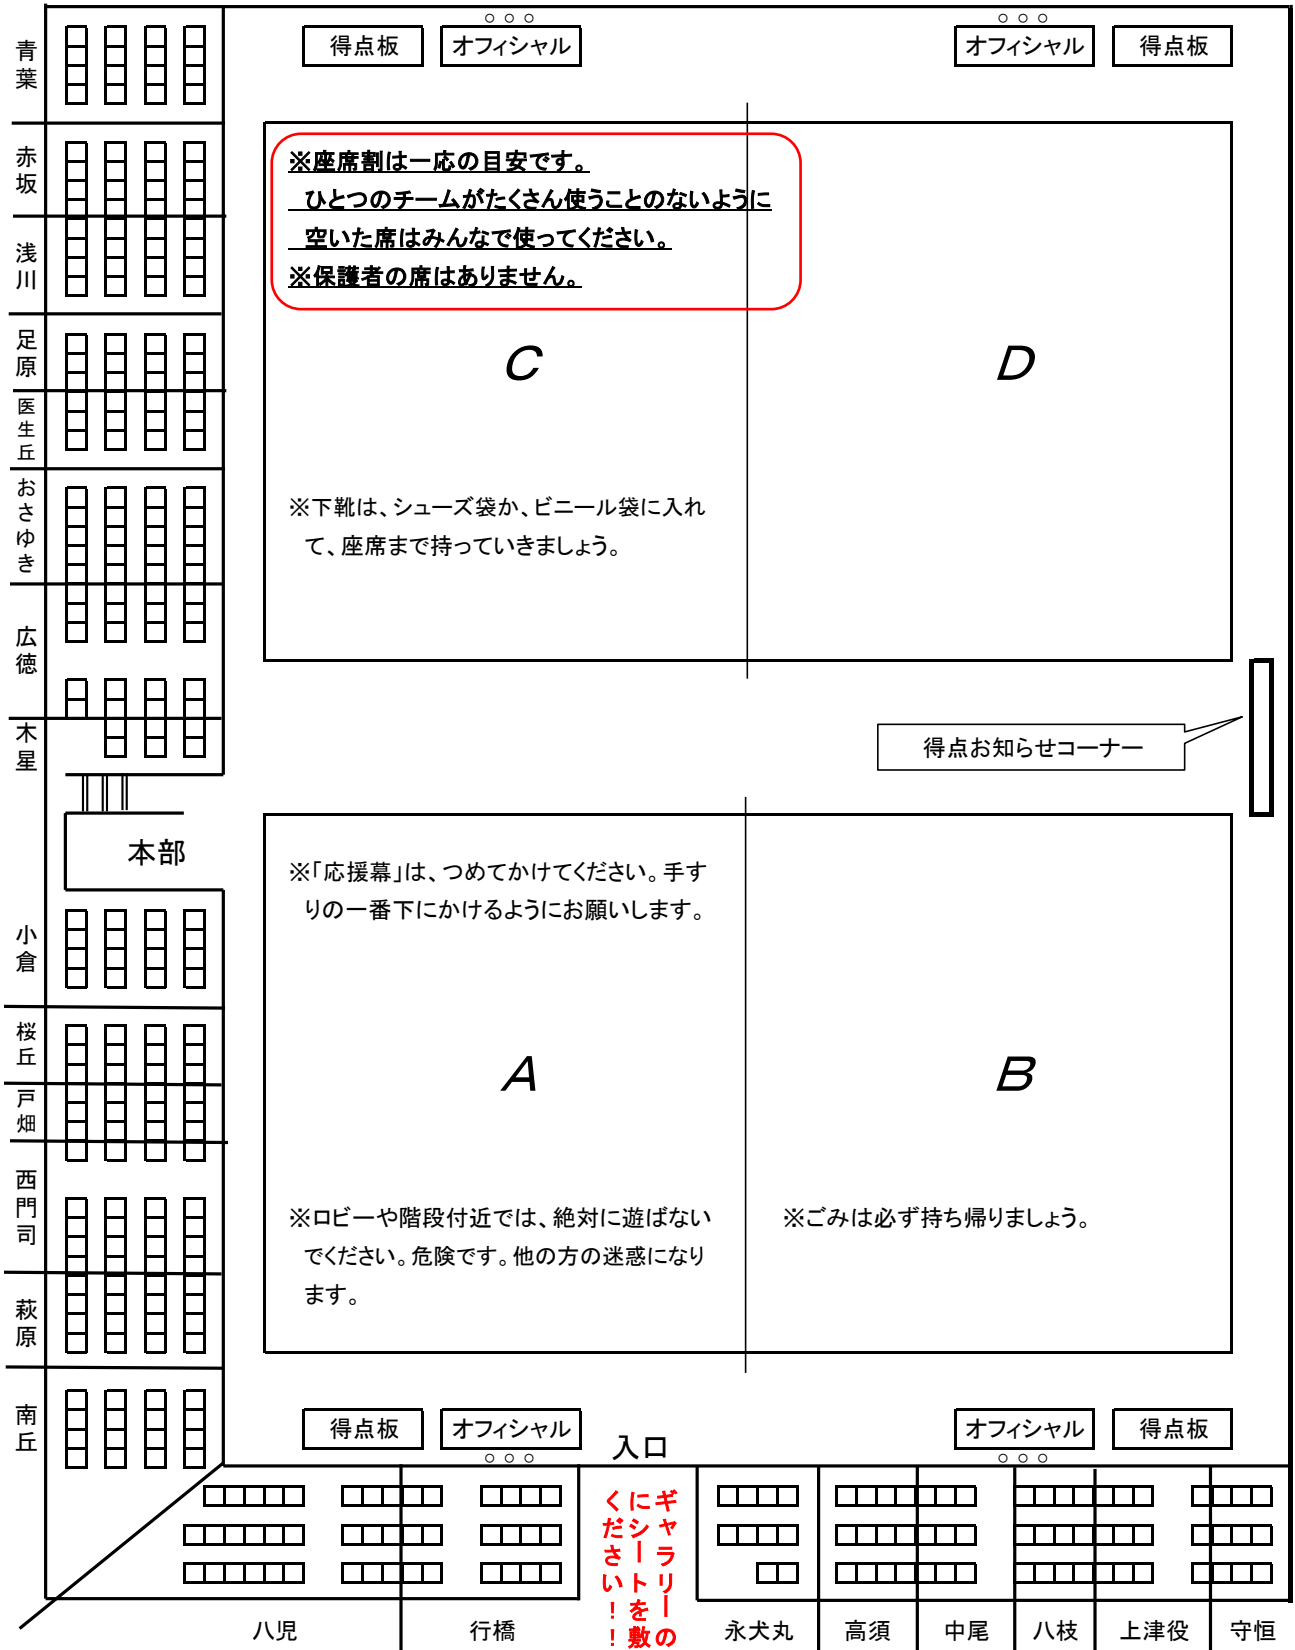 得点板
オフィシャル
オフィシャル
得点板
青葉
赤坂
浅川
足原
医生丘
おさゆき
広徳
木星
※座席割は一応の目安です。
ひとつのチームがたくさん使うことのないように
空いた席はみんなで使ってください。
※保護者の席はありません。
C
D
※下靴は、シューズ袋か、ビニール袋に入れ
て、座席まで持っていきましょう。
得点お知らせコーナー
本部
小倉
桜丘
戸畑
西門司
萩原
南丘
※「応援幕」は、つめてかけてください。手す
りの一番下にかけるようにお願いします。
A
B
※ロビーや階段付近では、絶対に遊ばない
でください。危険です。他の方の迷惑になり
ます。
※ごみは必ず持ち帰りましょう。
得点板
オフィシャル
入口
オフィシャル
得点板
ギャラリーの
にシートを敷
ください！！
八児
行橋
永犬丸
高須
中尾
八枝
上津役
守恒